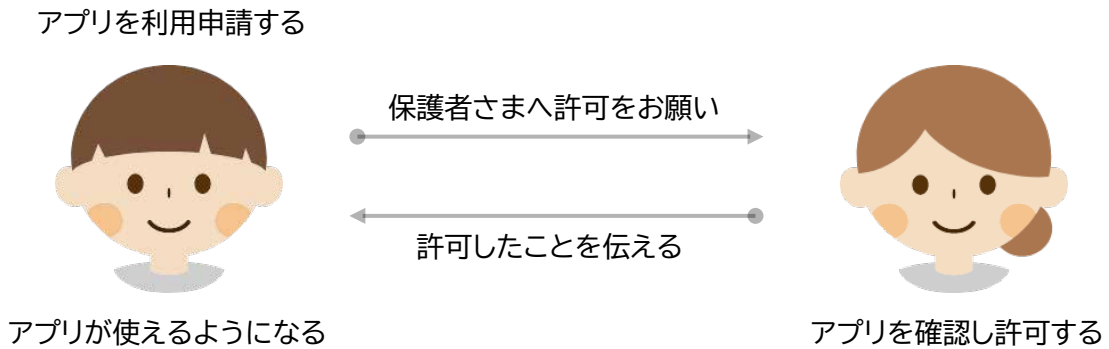 アプリを利用申請する
保護者さまへ許可をお願い
許可したことを伝える
アプリが使えるようになる
アプリを確認し許可する